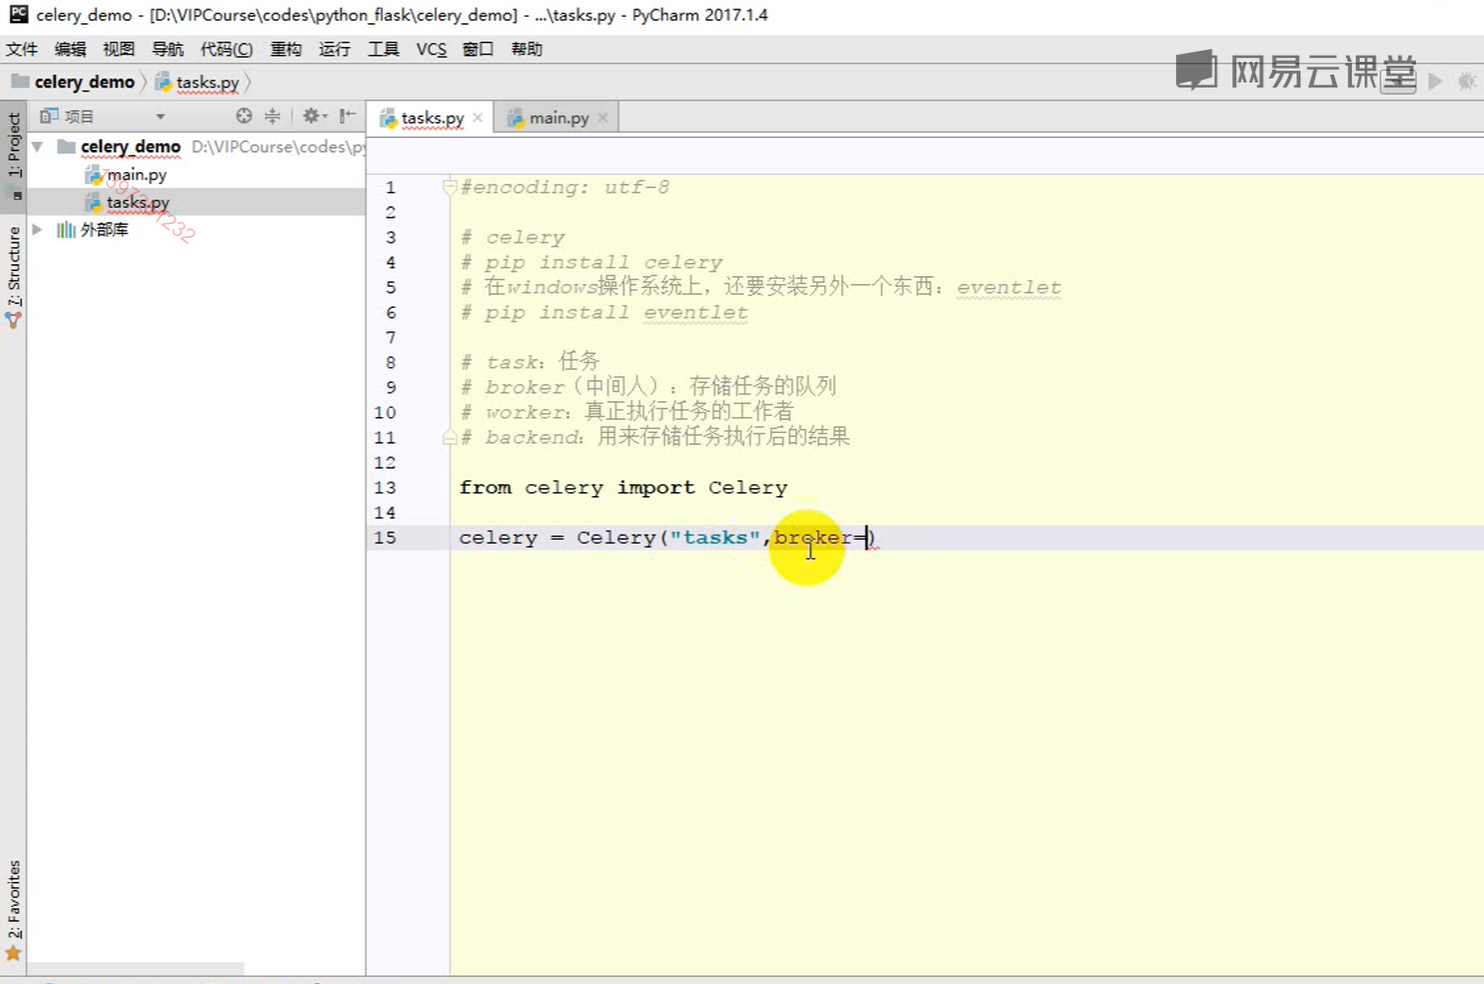 celery_demo - [D:\VIPCourse\codes\python_flask\celery_demo] - ...\tasks.py - PyCharm 2017.1.4
文件 编辑 视图 导航 代码(C) 重构 运行 工具 VCS 窗口 帮助
celery_demo tasks.py
网易云课堂
项目
tasks.py main.py
1: Project
celery_demo D:\VIPCourse\codes\py
main.py
tasks.py
外部库
7: Structure
2: Favorites
1 #encoding: utf-8
2
3 # celery
4 # pip install celery
5 # 在windows操作系统上，还要安装另外一个东西：eventlet
6 # pip install eventlet
7
8 # task：任务
9 # broker（中间人）：存储任务的队列
10 # worker：真正执行任务的工作者
11 # backend：用来存储任务执行后的结果
12
13 from celery import Celery
14
15 celery = Celery("tasks",broker=)